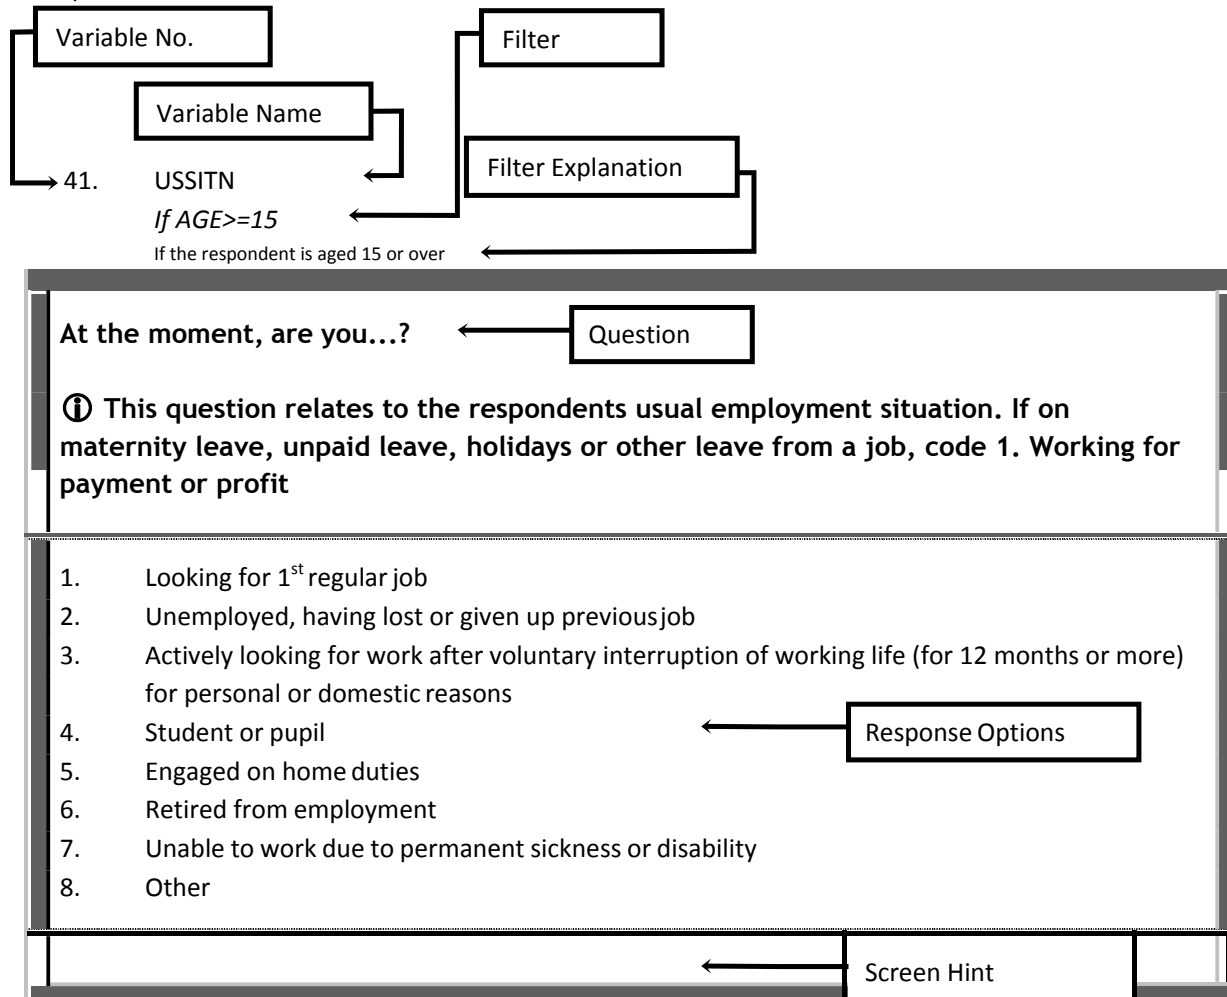 Variable No.
Filter
Variable Name
Filter Explanation
41. USSITN
If AGE>=15
If the respondent is aged 15 or over
At the moment, are you...?
Question
🛈 This question relates to the respondents usual employment situation. If on
maternity leave, unpaid leave, holidays or other leave from a job, code 1. Working for
payment or profit
1. Looking for 1st regular job
2. Unemployed, having lost or given up previous job
3. Actively looking for work after voluntary interruption of working life (for 12 months or more)
for personal or domestic reasons
4. Student or pupil
Response Options
5. Engaged on home duties
6. Retired from employment
7. Unable to work due to permanent sickness or disability
8. Other
Screen Hint